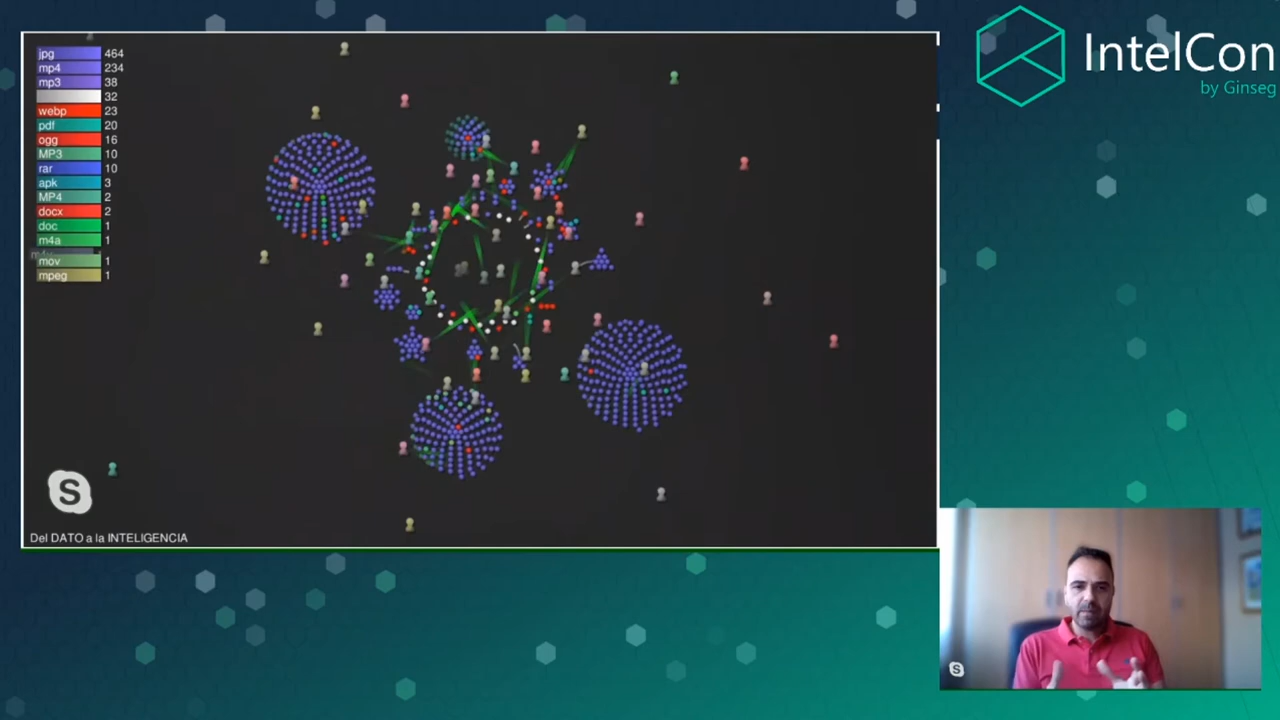 IntelCon
by Ginseg
jpg 464
mp4 234
mp3 38
32
webp 23
pdf 20
ogg 16
MP3 10
rar 10
apk 3
MP4 2
docx 2
doc 1
m4a 1
mov 1
mpeg 1
S
Del DATO a la INTELIGENCIA
S